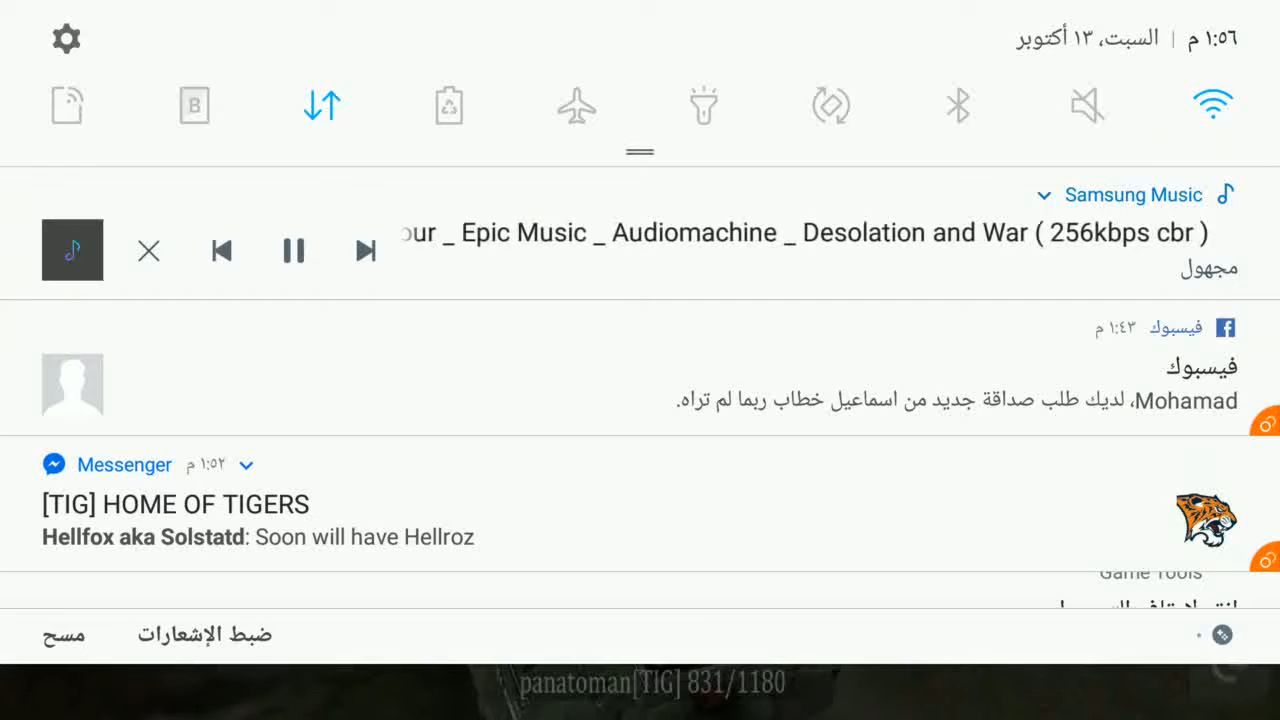 ١:٥٦ م | السبت، ١٣ أكتوبر
B
Samsung Music
our _ Epic Music _ Audiomachine _ Desolation and War ( 256kbps cbr )
مجهول
فيسبوك ١:٤٣ م
فيسبوك
Mohamad، لديك طلب صداقة جديد من اسماعيل خطاب ربما لم تراه.
Messenger ١:٥٢ م
[TIG] HOME OF TIGERS
Hellfox aka Solstatd: Soon will have Hellroz
Game Tools
مسح ضبط الإشعارات
panatoman[TIG] 831/1180